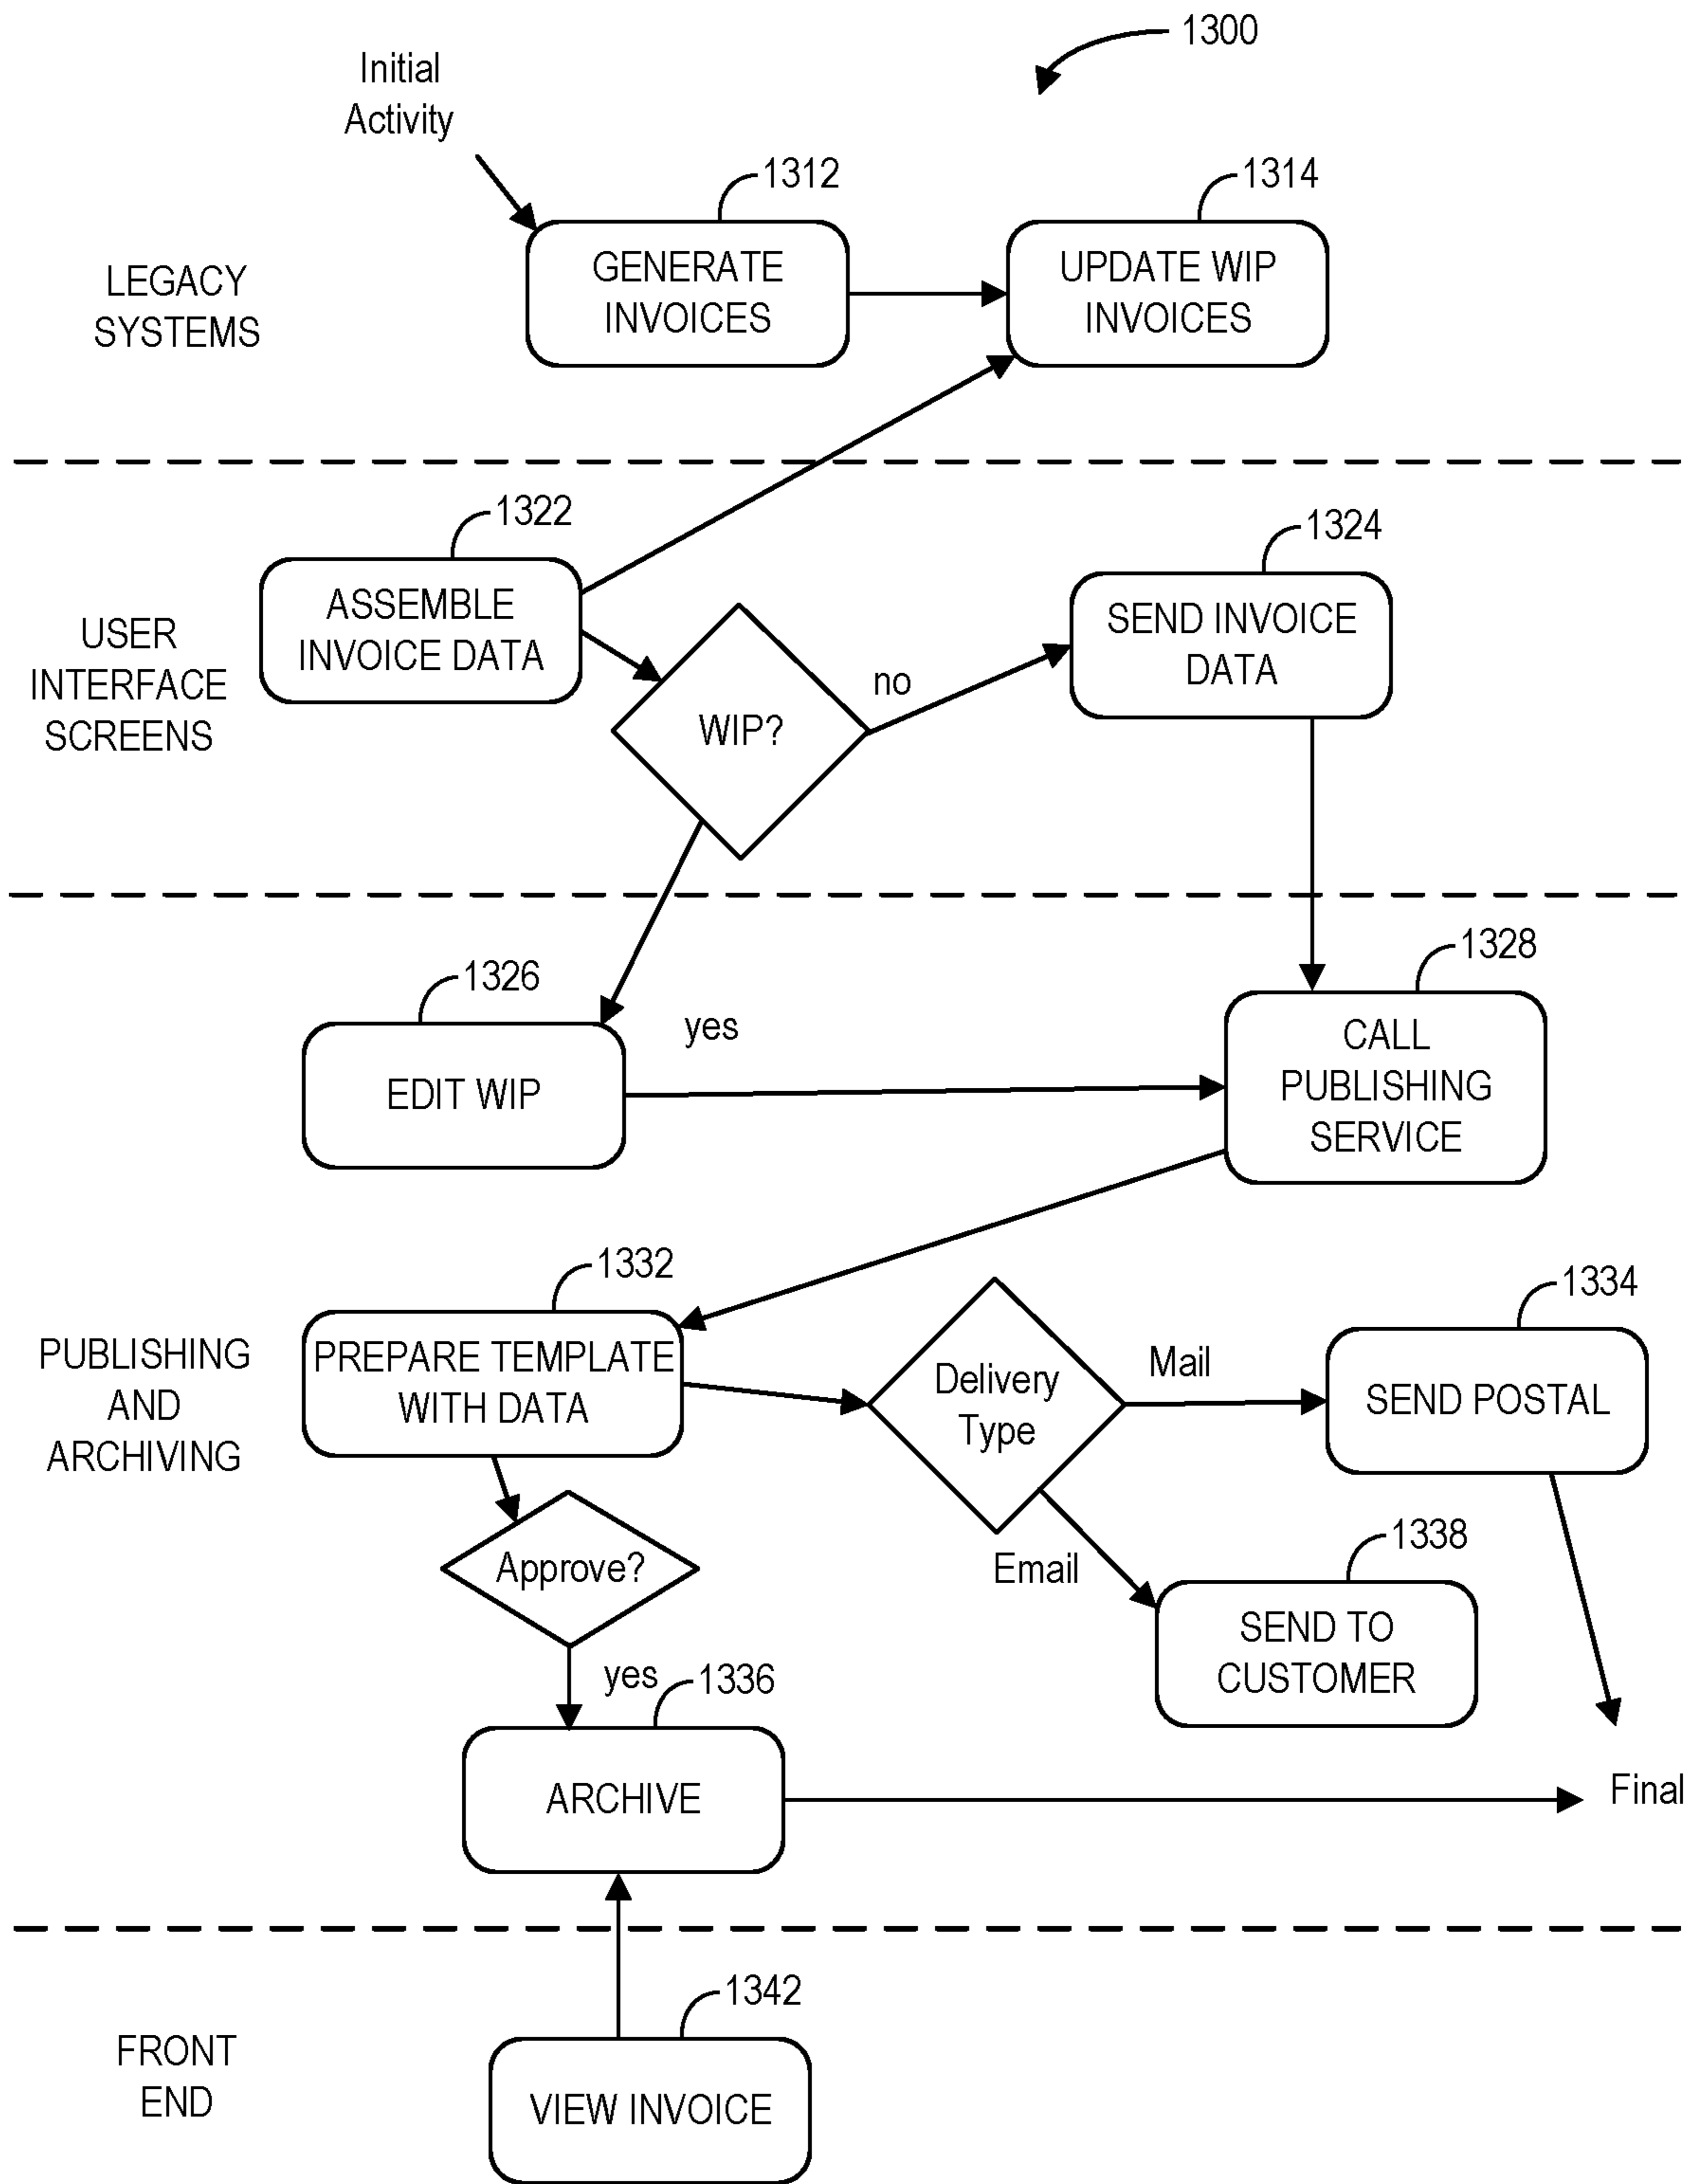 1300
Initial
Activity
1312
1314
GENERATE
INVOICES
UPDATE WIP
INVOICES
LEGACY
SYSTEMS
1322
1324
ASSEMBLE
INVOICE DATA
SEND INVOICE
DATA
USER
INTERFACE
SCREENS
no
WIP?
1326
1328
yes
EDIT WIP
CALL
PUBLISHING
SERVICE
1332
1334
PUBLISHING
AND
ARCHIVING
PREPARE TEMPLATE
WITH DATA
Delivery
Type
Mail
SEND POSTAL
Approve?
Email
1338
SEND TO
CUSTOMER
yes
1336
ARCHIVE
Final
1342
FRONT
END
VIEW INVOICE